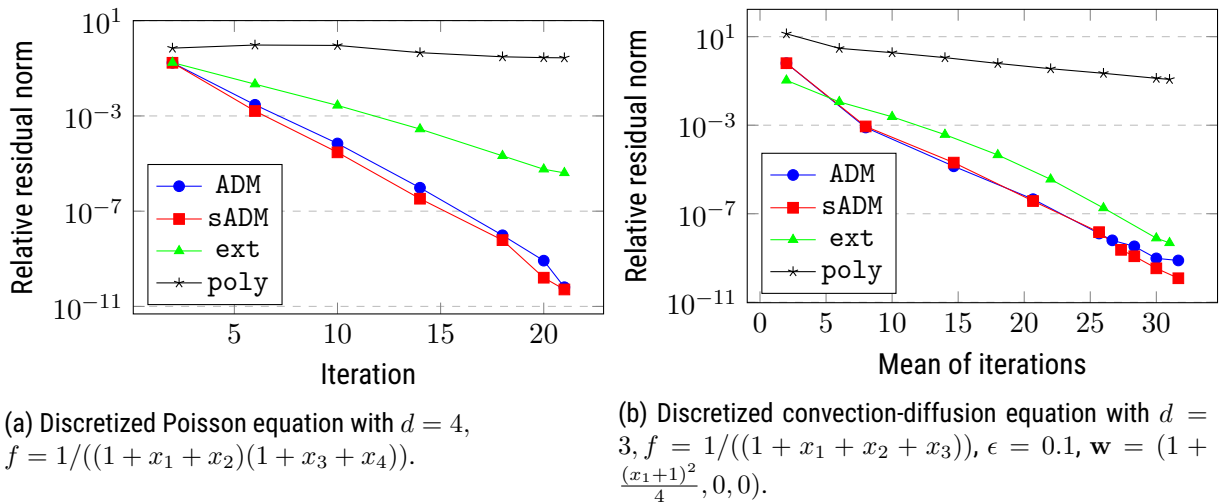 Relative residual norm
10^1
10^{-3}
10^{-7}
10^{-11}
ADM
sADM
ext
poly
5
10
15
20
Iteration
(a) Discretized Poisson equation with d = 4,
f = 1/((1 + x_1 + x_2)(1 + x_3 + x_4)).
Relative residual norm
10^1
10^{-3}
10^{-7}
10^{-11}
ADM
sADM
ext
poly
0
5
10
15
20
25
30
Mean of iterations
(b) Discretized convection-diffusion equation with d =
3, f = 1/((1 + x_1 + x_2 + x_3)), ϵ = 0.1, w = (1 +
\frac{(x_1+1)^2}{4}, 0, 0).